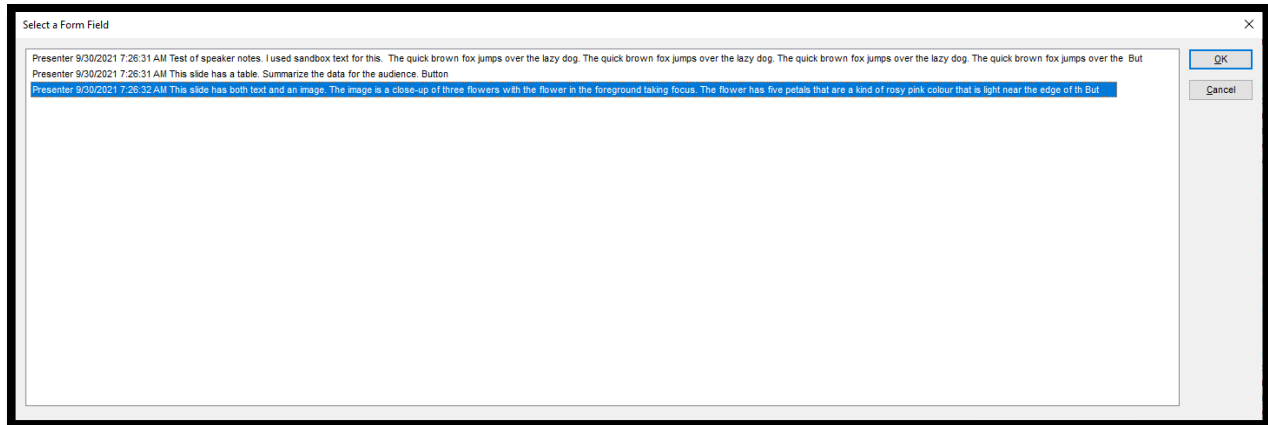 Select a Form Field
Presenter 9/30/2021 7:26:31 AM Test of speaker notes. I used sandbox text for this.  The quick brown fox jumps over the lazy dog. The quick brown fox jumps over the lazy dog. The quick brown fox jumps over the lazy dog. The quick brown fox jumps over the  But
Presenter 9/30/2021 7:26:31 AM This slide has a table. Summarize the data for the audience. Button
Presenter 9/30/2021 7:26:32 AM This slide has both text and an image. The image is a close-up of three flowers with the flower in the foreground taking focus. The flower has five petals that are a kind of rosy pink colour that is light near the edge of th But
OK
Cancel